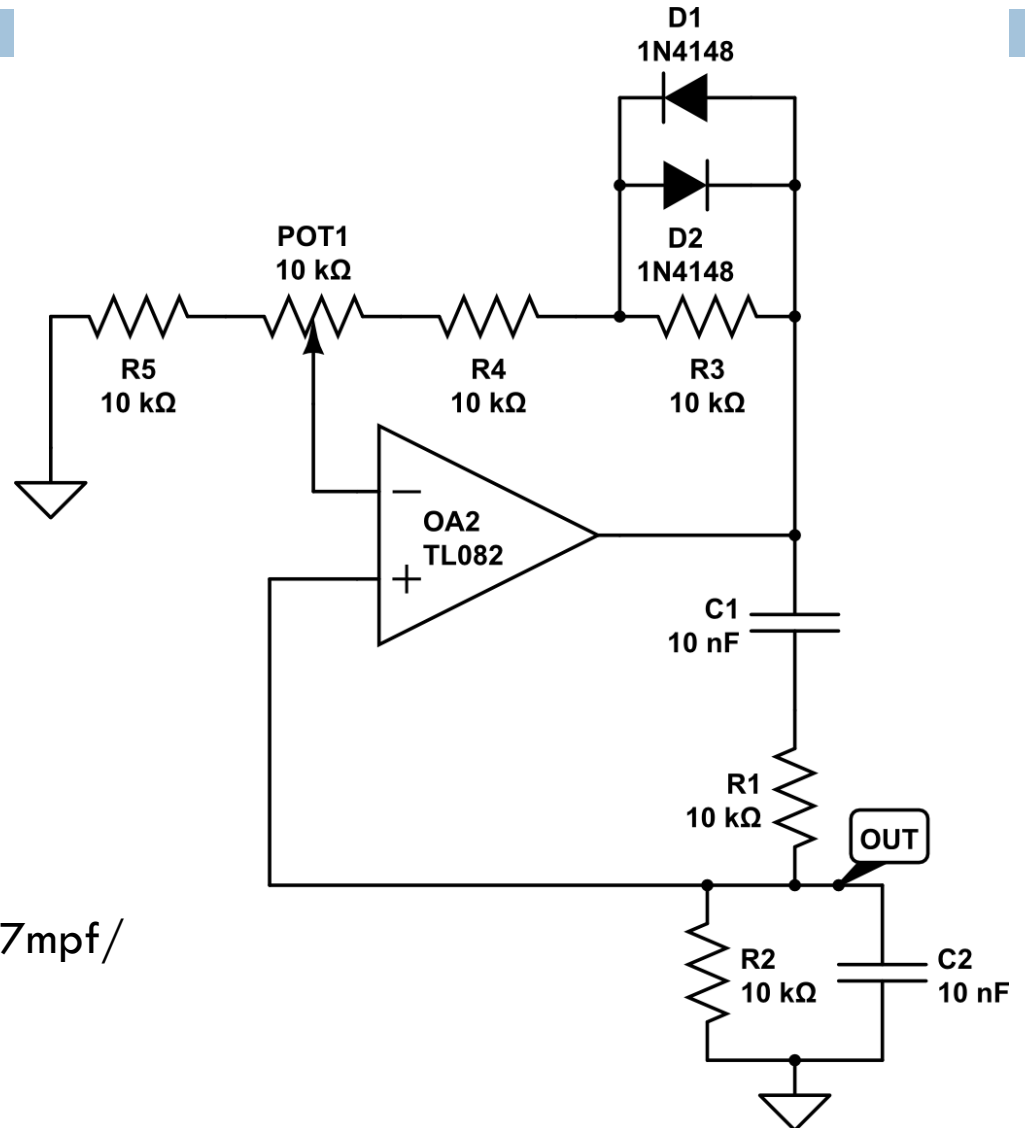 D1
1N4148
D2
1N4148
POT1
10 kΩ
R5
10 kΩ
R4
10 kΩ
R3
10 kΩ
OA2
TL082
C1
10 nF
R1
10 kΩ
OUT
7mpf/
R2
10 kΩ
C2
10 nF